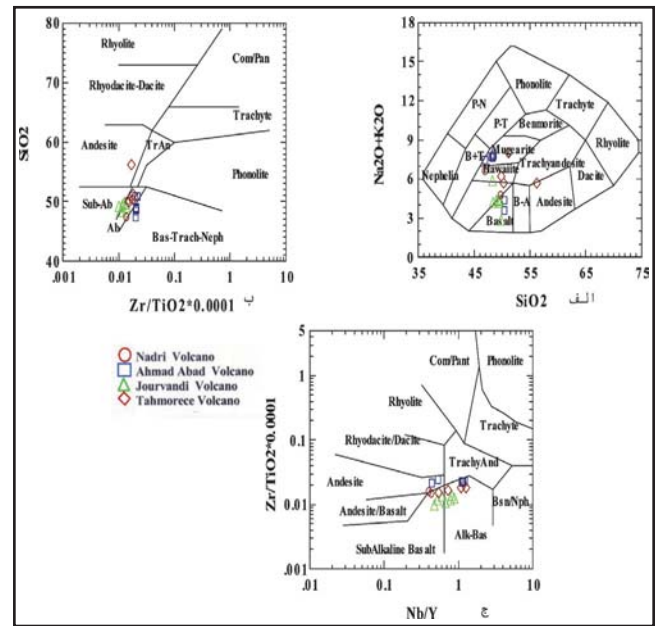 80
70
60
50
40
SiO2
Rhyolite
Com/Pan
Rhyodacite-Dacite
Trachyte
Andesite
TrAn
Phonolite
Sub-Ab
Ab
Bas-Trach-Neph
.001
0.01
0.1
1
10
Zr/TiO2*0.0001
ب
18
15
12
9
6
3
0
Na2O+K2O
Phonolite
P-N
Trachyte
P-T
Benmorite
Rhyolite
Mugearite
B+T
Trachyandesite
Hawaiite
Nephelin
Dacite
B-A
Andesite
Basalt
35
45
55
65
75
SiO2
الف
Nadri Volcano
Ahmad Abad Volcano
Jourvandi Volcano
Tahmorece Volcano
5
1
0.1
0.01
.001
Zr/TiO2*0.0001
Com/Pant
Phonolite
Rhyolite
Trachyte
Rhyodacite/Dacite
TrachyAnd
Andesite
Bsn/Nph
Andesite/Basalt
Alk-Bas
SubAlkaline Basalt
.01
0.1
1
10
Nb/Y
ج